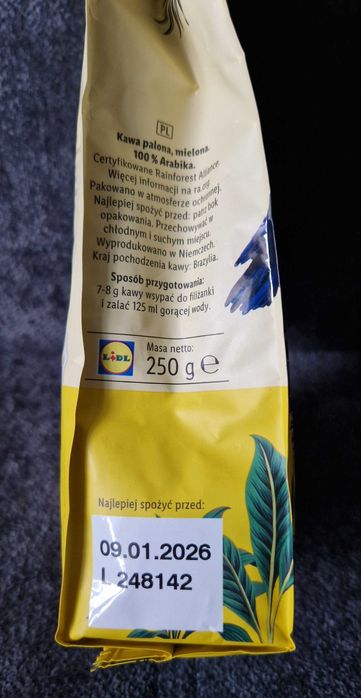 PL
Kawa palona, mielona.
100 % Arabika.
Certyfikowane Rainforest Alliance.
Więcej informacji na ra.org
Pakowano w atmosferze ochronnej.
Najlepiej spożyć przed: patrz bok
opakowania. Przechowywać w
chłodnym i suchym miejscu.
Wyprodukowano w Niemczech.
Kraj pochodzenia kawy: Brazylia.
Sposób przygotowania:
7-8 g kawy wsypać do filiżanki
i zalać 125 ml gorącej wody.
LIDL
Masa netto:
250 g e
Najlepiej spożyć przed:
09.01.2026
L 248142